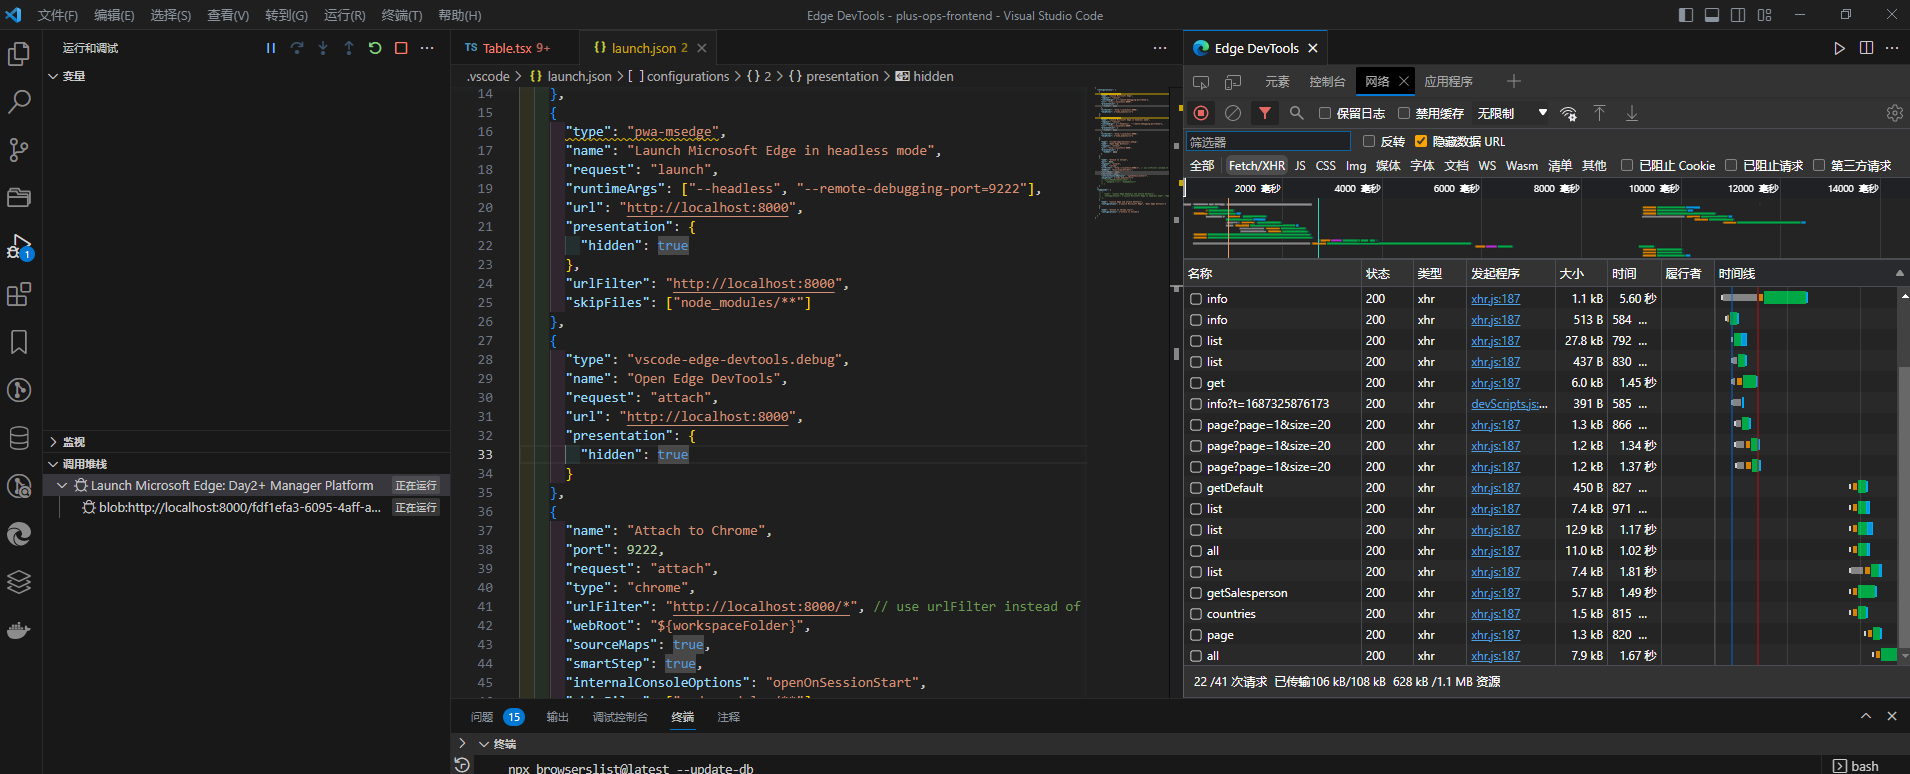 文件(F) 编辑(E) 选择(S) 查看(V) 转到(G) 运行(R) 终端(T) 帮助(H)
Edge DevTools - plus-ops-frontend - Visual Studio Code
运行和调试
变量
监视
调用堆栈
Launch Microsoft Edge: Day2+ Manager Platform 正在运行
blob:http://localhost:8000/fdf1efa3-6095-4aff-a... 正在运行
1
TS Table.tsx 9+
{} launch.json 2
.vscode > {} launch.json > [ ] configurations > {} 2 > {} presentation > hidden
14 },
15 {
16 "type": "pwa-msedge",
17 "name": "Launch Microsoft Edge in headless mode",
18 "request": "launch",
19 "runtimeArgs": ["--headless", "--remote-debugging-port=9222"],
20 "url": "http://localhost:8000",
21 "presentation": {
22 "hidden": true
23 },
24 "urlFilter": "http://localhost:8000",
25 "skipFiles": ["node_modules/**"]
26 },
27 {
28 "type": "vscode-edge-devtools.debug",
29 "name": "Open Edge DevTools",
30 "request": "attach",
31 "url": "http://localhost:8000",
32 "presentation": {
33 "hidden": true
34 }
35 },
36 {
37 "name": "Attach to Chrome",
38 "port": 9222,
39 "request": "attach",
40 "type": "chrome",
41 "urlFilter": "http://localhost:8000/*", // use urlFilter instead of
42 "webRoot": "${workspaceFolder}",
43 "sourceMaps": true,
44 "smartStep": true,
45 "internalConsoleOptions": "openOnSessionStart",
Edge DevTools
元素 控制台 网络 应用程序
保留日志 禁用缓存 无限制
筛选器 反转 隐藏数据 URL
全部 Fetch/XHR JS CSS Img 媒体 字体 文档 WS Wasm 清单 其他 已阻止 Cookie 已阻止请求 第三方请求
2000 毫秒 4000 毫秒 6000 毫秒 8000 毫秒 10000 毫秒 12000 毫秒 14000 毫秒
名称 状态 类型 发起程序 大小 时间 履行者 时间线
info 200 xhr xhr.js:187 1.1 kB 5.60 秒
info 200 xhr xhr.js:187 513 B 584 ...
list 200 xhr xhr.js:187 27.8 kB 792 ...
list 200 xhr xhr.js:187 437 B 830 ...
get 200 xhr xhr.js:187 6.0 kB 1.45 秒
info?t=1687325876173 200 xhr devScripts.js:... 391 B 585 ...
page?page=1&size=20 200 xhr xhr.js:187 1.3 kB 866 ...
page?page=1&size=20 200 xhr xhr.js:187 1.2 kB 1.34 秒
page?page=1&size=20 200 xhr xhr.js:187 1.2 kB 1.37 秒
getDefault 200 xhr xhr.js:187 450 B 827 ...
list 200 xhr xhr.js:187 7.4 kB 971 ...
list 200 xhr xhr.js:187 12.9 kB 1.17 秒
all 200 xhr xhr.js:187 11.0 kB 1.02 秒
list 200 xhr xhr.js:187 7.4 kB 1.81 秒
getSalesperson 200 xhr xhr.js:187 5.7 kB 1.49 秒
countries 200 xhr xhr.js:187 1.5 kB 815 ...
page 200 xhr xhr.js:187 1.3 kB 820 ...
all 200 xhr xhr.js:187 7.9 kB 1.67 秒
22 /41 次请求 已传输106 kB/108 kB 628 kB /1.1 MB 资源
问题 15 输出 调试控制台 终端 注释
终端
npx browserslist@latest --update-db
bash